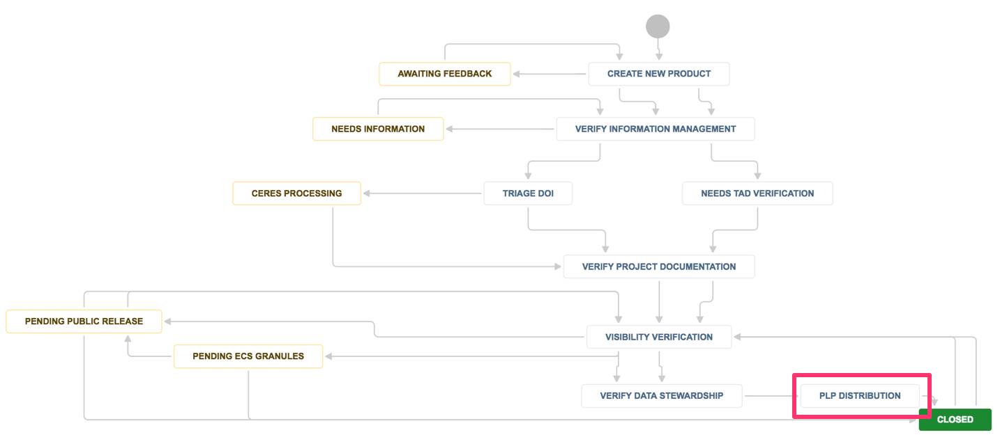 AWAITING FEEDBACK
CREATE NEW PRODUCT
NEEDS INFORMATION
VERIFY INFORMATION MANAGEMENT
CERES PROCESSING
TRIAGE DOI
NEEDS TAD VERIFICATION
VERIFY PROJECT DOCUMENTATION
PENDING PUBLIC RELEASE
VISIBILITY VERIFICATION
PENDING ECS GRANULES
VERIFY DATA STEWARDSHIP
PLP DISTRIBUTION
CLOSED